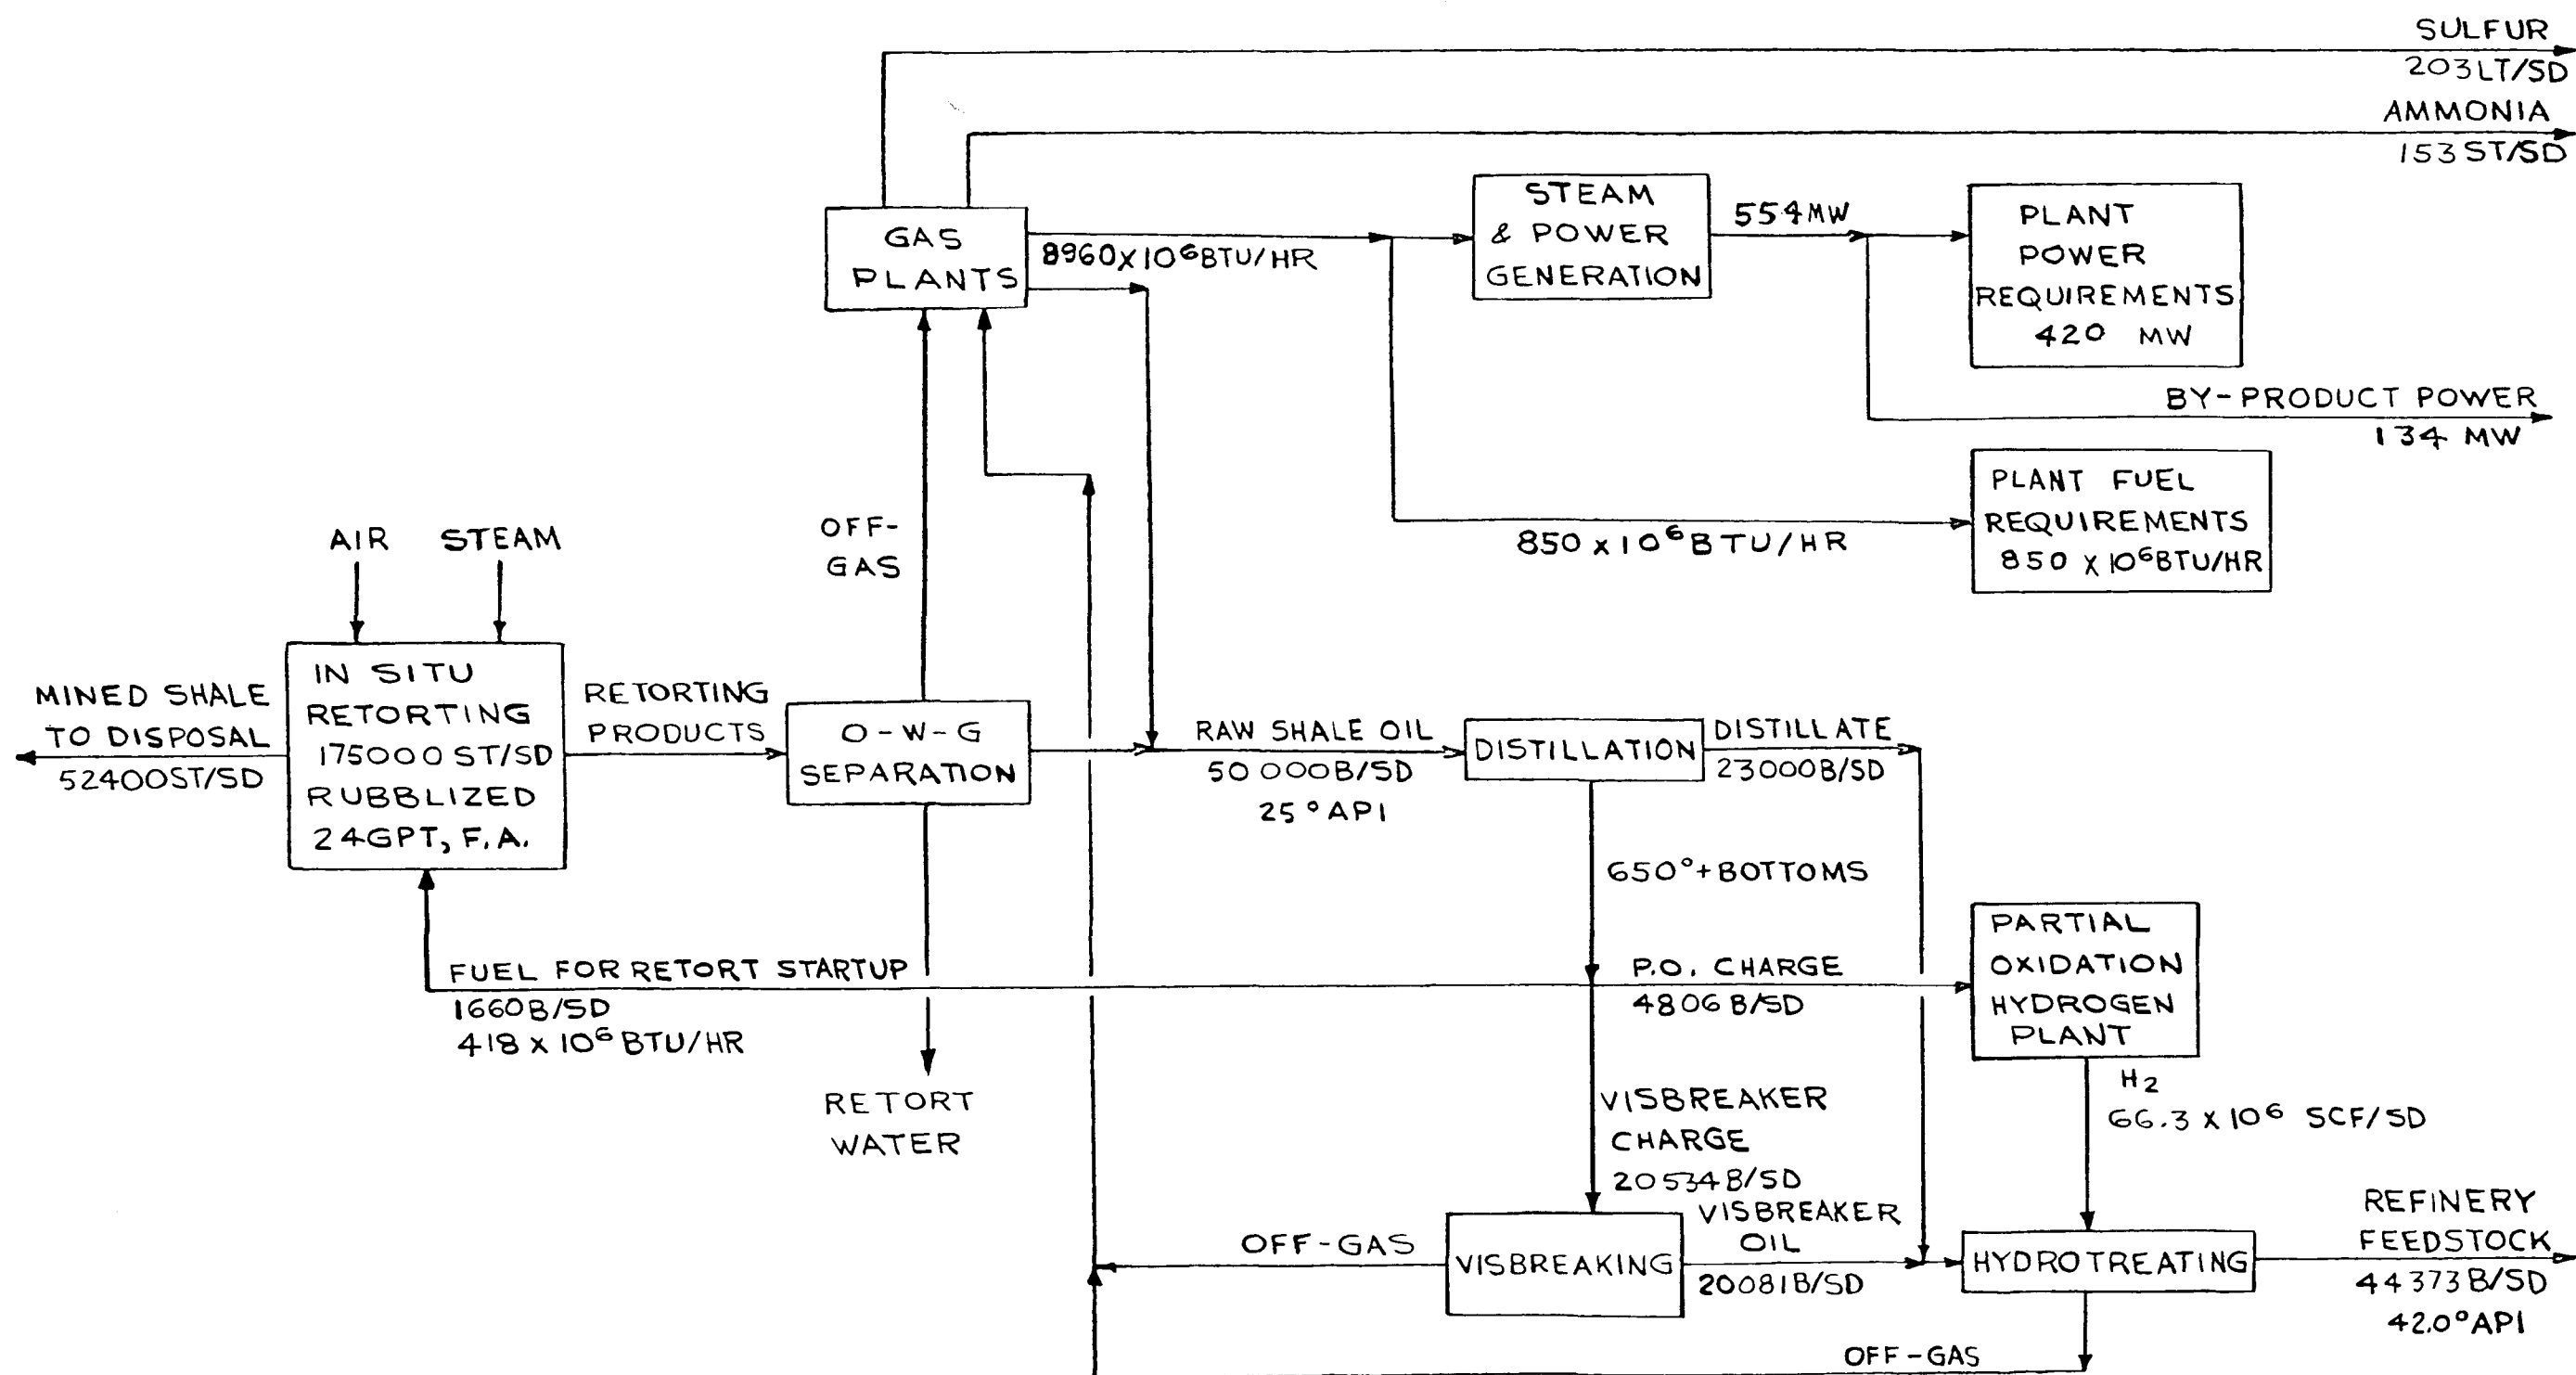 SULFUR
203LT/SD
AMMONIA
153 ST/SD
GAS
PLANTS
8960X10⁶BTU/HR
STEAM
& POWER
GENERATION
554MW
PLANT
POWER
REQUIREMENTS
420 MW
BY-PRODUCT POWER
134 MW
PLANT FUEL
REQUIREMENTS
850 X 10⁶BTU/HR
850 X 10⁶BTU/HR
OFF-
GAS
AIR
STEAM
MINED SHALE
TO DISPOSAL
52400ST/SD
IN SITU
RETORTING
175000 ST/SD
RUBBLIZED
24GPT, F.A.
RETORTING
PRODUCTS
O-W-G
SEPARATION
RAW SHALE OIL
50 000B/SD
25°API
DISTILLATION
DISTILLATE
23000B/SD
650°+BOTTOMS
FUEL FOR RETORT STARTUP
1660B/SD
418 X 10⁶ BTU/HR
P.O. CHARGE
4806 B/SD
PARTIAL
OXIDATION
HYDROGEN
PLANT
H₂
66.3 X 10⁶ SCF/SD
RETORT
WATER
VISBREAKER
CHARGE
20534B/SD
OFF-GAS
VISBREAKING
VISBREAKER
OIL
20081B/SD
HYDROTREATING
REFINERY
FEEDSTOCK
44373B/SD
42.0°API
OFF-GAS